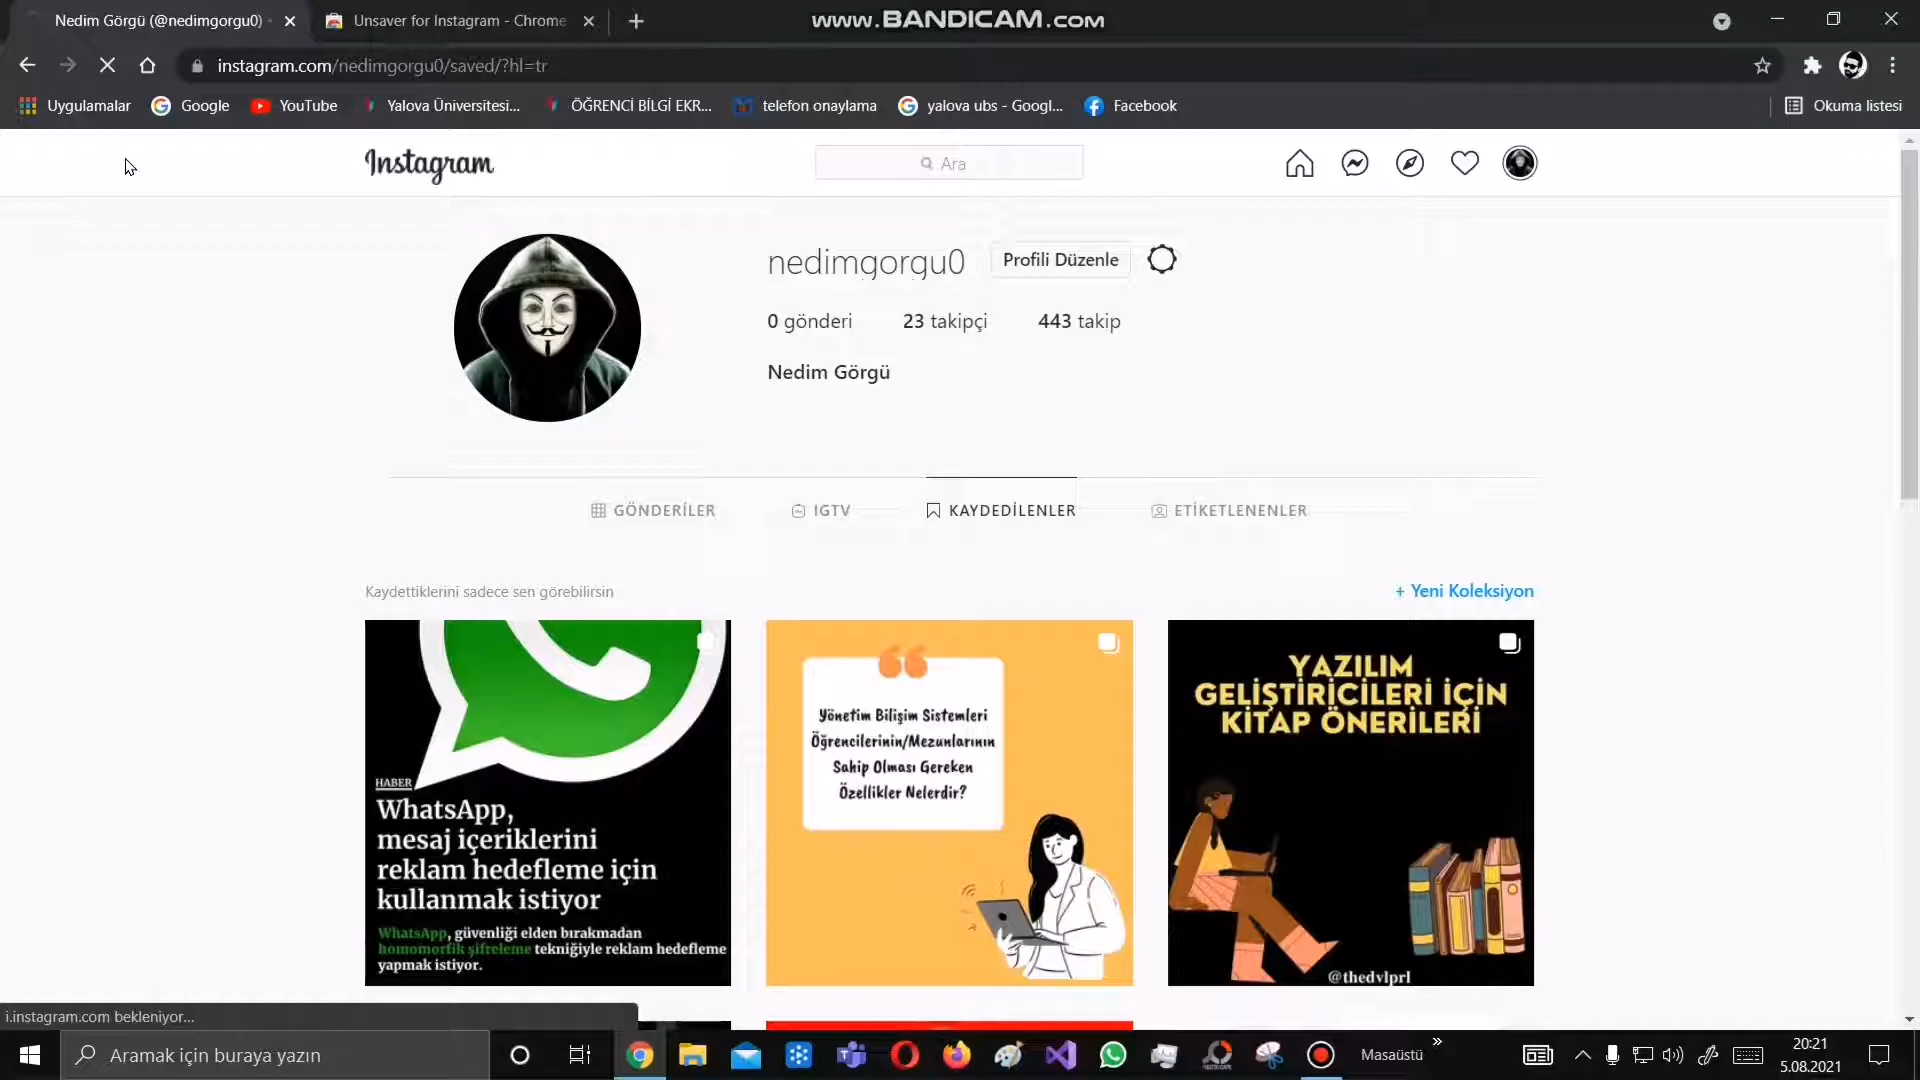 Nedim Görgü (@nedimgorgu0)
Unsaver for Instagram - Chrome
www.BANDICAM.com
instagram.com/nedimgorgu0/saved/?hl=tr
Uygulamalar
Google
YouTube
Yalova Üniversitesi...
ÖĞRENCİ BİLGİ EKR...
telefon onaylama
yalova ubs - Googl...
Facebook
Okuma listesi
Instagram
Ara
nedimgorgu0
Profili Düzenle
0 gönderi
23 takipçi
443 takip
Nedim Görgü
GÖNDERİLER
IGTV
KAYDEDİLENLER
ETİKETLENENLER
Kaydettiklerini sadece sen görebilirsin
+ Yeni Koleksiyon
HABER
WhatsApp,
mesaj içeriklerini
reklam hedefleme için
kullanmak istiyor
WhatsApp, güvenliği elden bırakmadan
homomorfik şifreleme tekniğiyle reklam hedefleme
yapmak istiyor.
Yönetim Bilişim Sistemleri
Öğrencilerinin/Mezunlarının
Sahip Olması Gereken
Özellikler Nelerdir?
YAZILIM
GELİŞTİRİCİLERİ İÇİN
KİTAP ÖNERİLERİ
@thedvlprl
i.instagram.com bekleniyor...
Aramak için buraya yazın
Masaüstü
20:21
5.08.2021